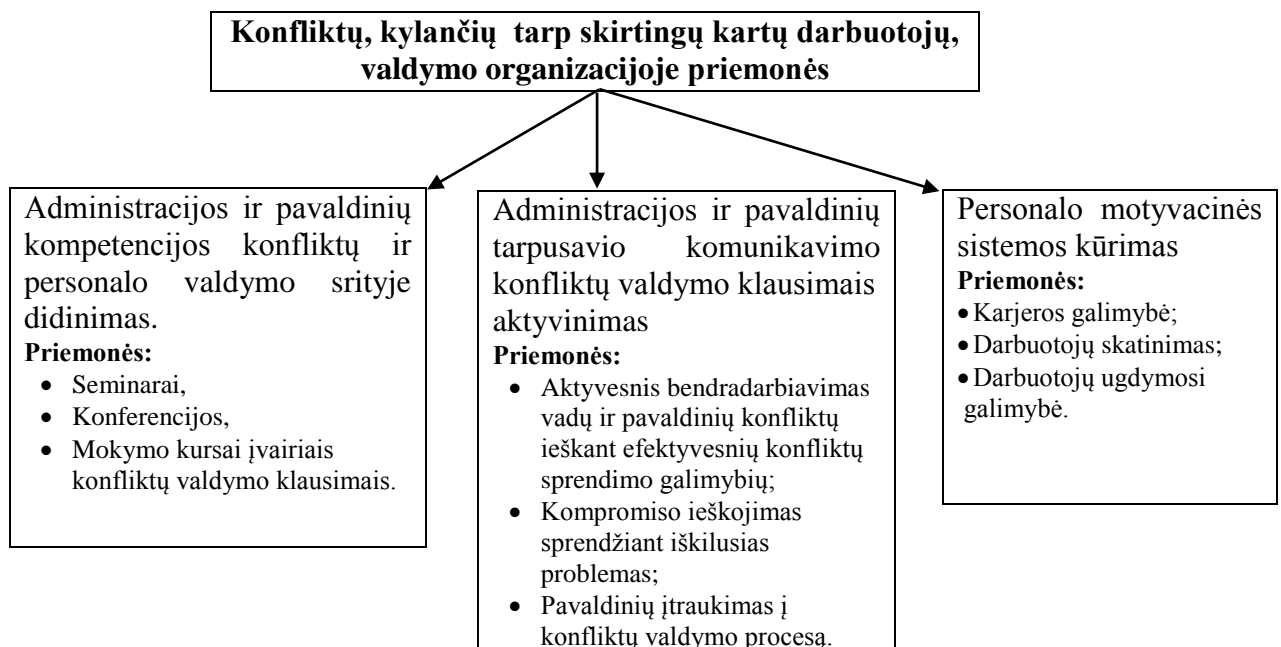 Konfliktų, kylančių tarp skirtingų kartų darbuotojų,
valdymo organizacijoje priemonės
Administracijos ir pavaldinių
kompetencijos konfliktų ir
personalo valdymo srityje
didinimas.
Priemonės:
• Seminarai,
• Konferencijos,
• Mokymo kursai įvairiais
konfliktų valdymo klausimais.
Administracijos ir pavaldinių
tarpusavio komunikavimo
konfliktų valdymo klausimais
aktyvinimas
Priemonės:
• Aktyvesnis bendradarbiavimas
vadų ir pavaldinių konfliktų
ieškant efektyvesnių konfliktų
sprendimo galimybių;
• Kompromiso ieškojimas
sprendžiant iškilusias
problemas;
• Pavaldinių įtraukimas į
konfliktų valdymo procesą.
Personalo motyvacinės
sistemos kūrimas
Priemonės:
• Karjeros galimybė;
• Darbuotojų skatinimas;
• Darbuotojų ugdymosi
galimybė.